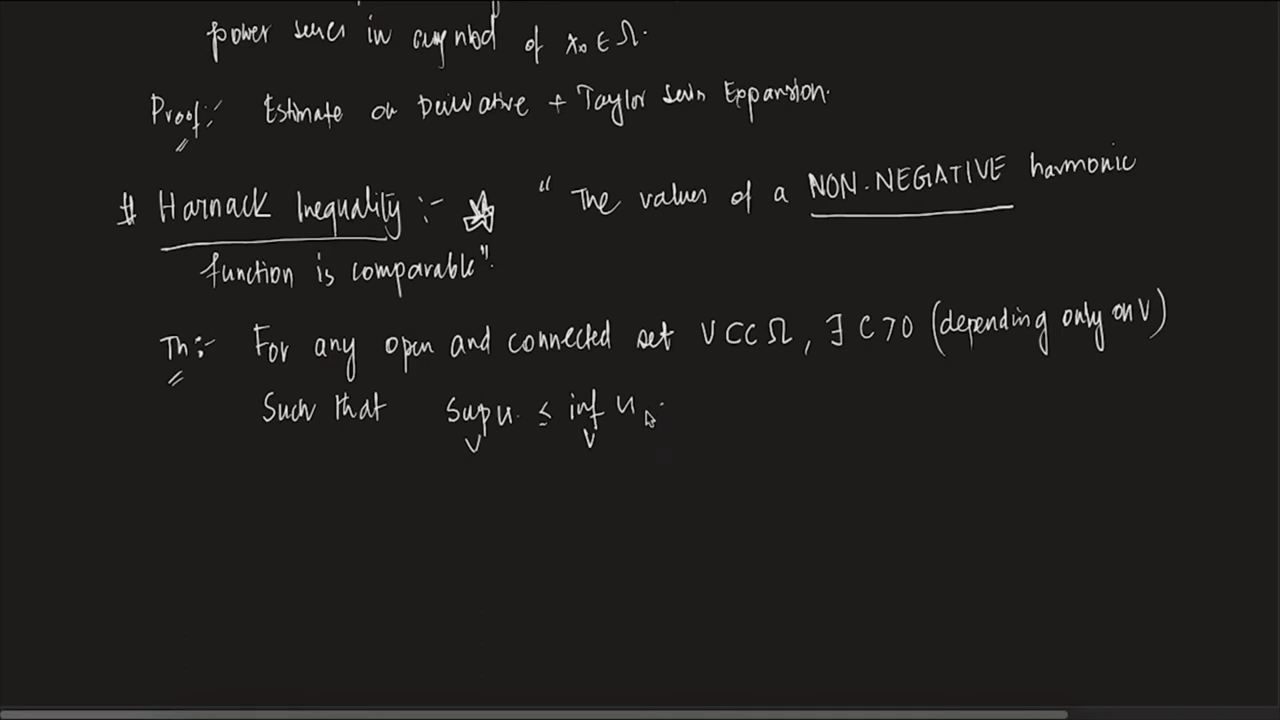 power series in any nbd of x₀ ∈ Ω.
Proof:- Estimate on Derivative + Taylor Series Expansion.
# Harnack Inequality :- ☆ " The values of a NON-NEGATIVE harmonic
function is comparable".
Th:- For any open and connected set V ⊂⊂ Ω, ∃ C > 0 (depending only on V)
Such that Sup u. ≤ inf u.
V V